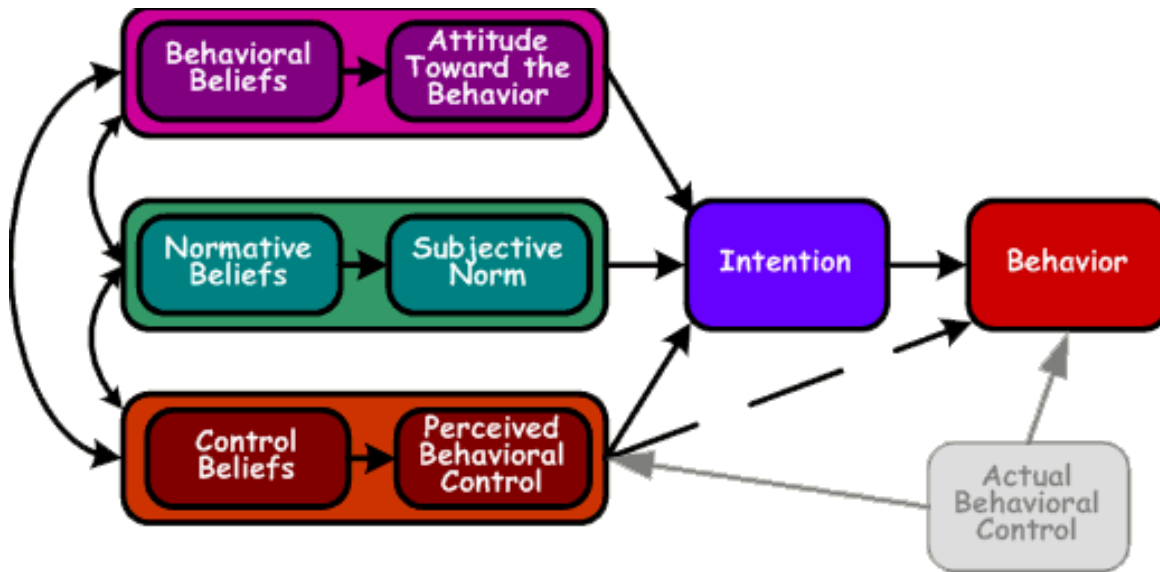 Behavioral
Beliefs
Attitude
Toward the
Behavior
Normative
Beliefs
Subjective
Norm
Intention
Behavior
Control
Beliefs
Perceived
Behavioral
Control
Actual
Behavioral
Control